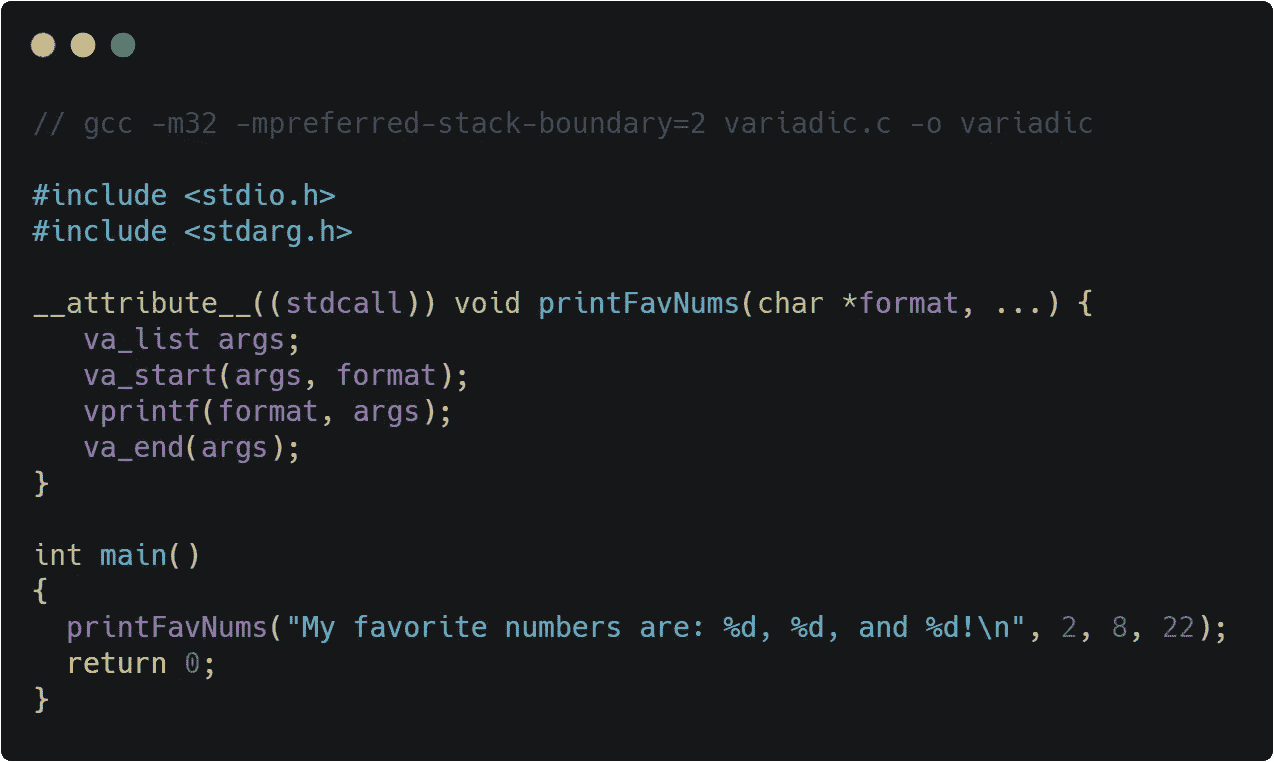 // gcc -m32 -mpreferred-stack-boundary=2 variadic.c -o variadic
#include <stdio.h>
#include <stdarg.h>
__attribute__((stdcall)) void printFavNums(char *format, ...) {
   va_list args;
   va_start(args, format);
   vprintf(format, args);
   va_end(args);
}
int main()
{
  printFavNums("My favorite numbers are: %d, %d, and %d!\n", 2, 8, 22);
  return 0;
}